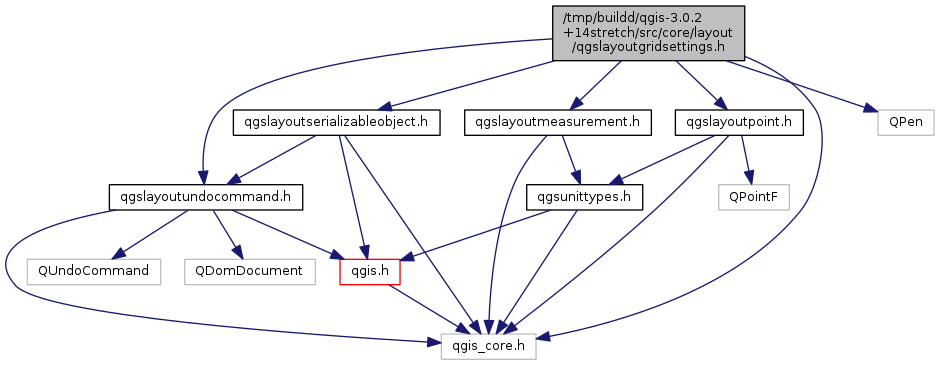 /tmp/buildd/qgis-3.0.2
+14stretch/src/core/layout
/qgslayoutgridsettings.h
qgslayoutserializableobject.h
qgslayoutmeasurement.h
qgslayoutpoint.h
QPen
qgslayoutundocommand.h
qgsunittypes.h
QPointF
QUndoCommand
QDomDocument
qgis.h
qgis_core.h